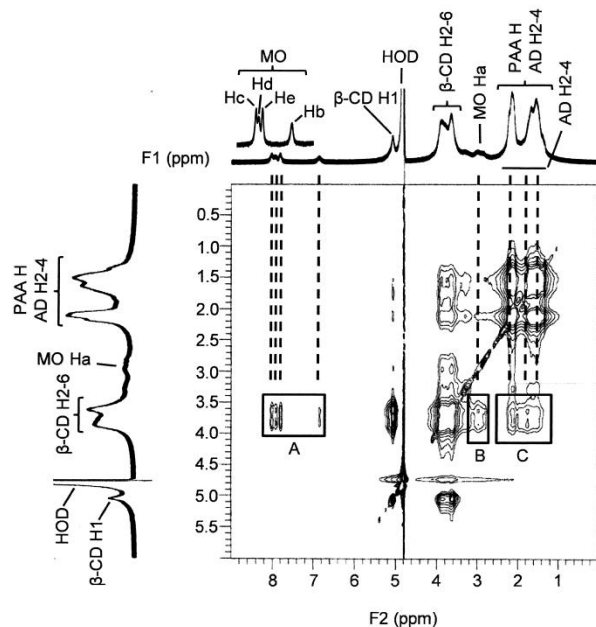 MO
Hc
Hd
He
Hb
β-CD H1
HOD
β-CD H2-6
MO Ha
PAA H
AD H2-4
AD H2-4
F1 (ppm)
0.5
1.0
1.5
2.0
2.5
3.0
3.5
4.0
4.5
5.0
5.5
PAA H
AD H2-4
MO Ha
β-CD H2-6
HOD
β-CD H1
A
B
C
8
7
6
5
4
3
2
1
0
F2 (ppm)